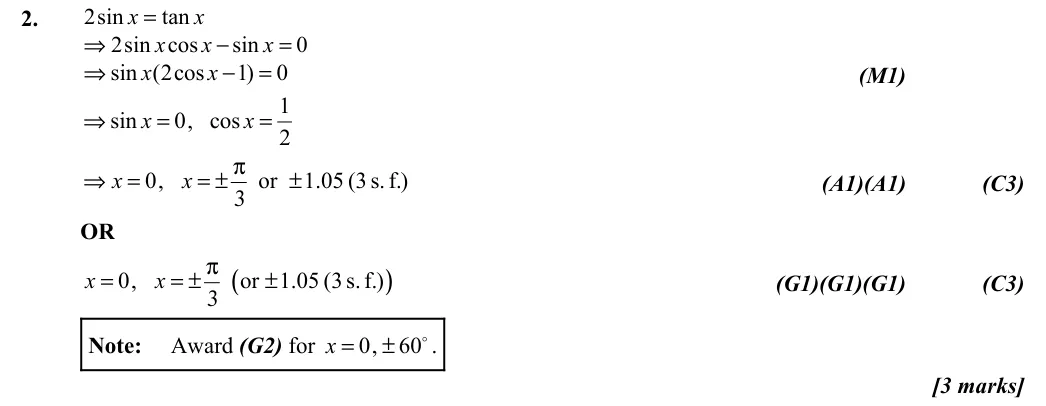 2. 2 sin x = tan x
⇒ 2 sin x cos x − sin x = 0
⇒ sin x(2 cos x − 1) = 0 (M1)
⇒ sin x = 0, cos x = 1/2
⇒ x = 0, x = ± π/3 or ±1.05 (3 s. f.) (A1)(A1) (C3)
OR
x = 0, x = ± π/3 (or ±1.05 (3 s. f.)) (G1)(G1)(G1) (C3)
Note: Award (G2) for x = 0, ± 60°.
[3 marks]